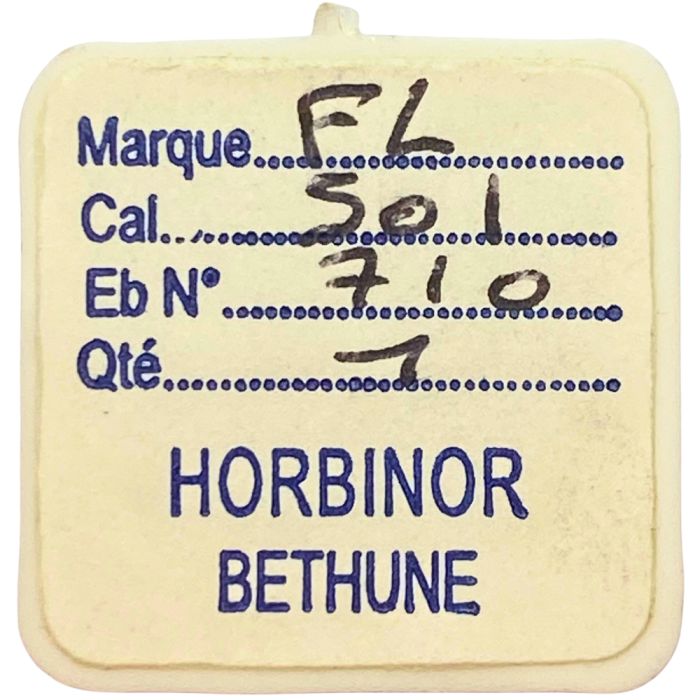 Marque FL
Cal. 501
Eb N° 710
Qté 1
HORBINOR
BETHUNE